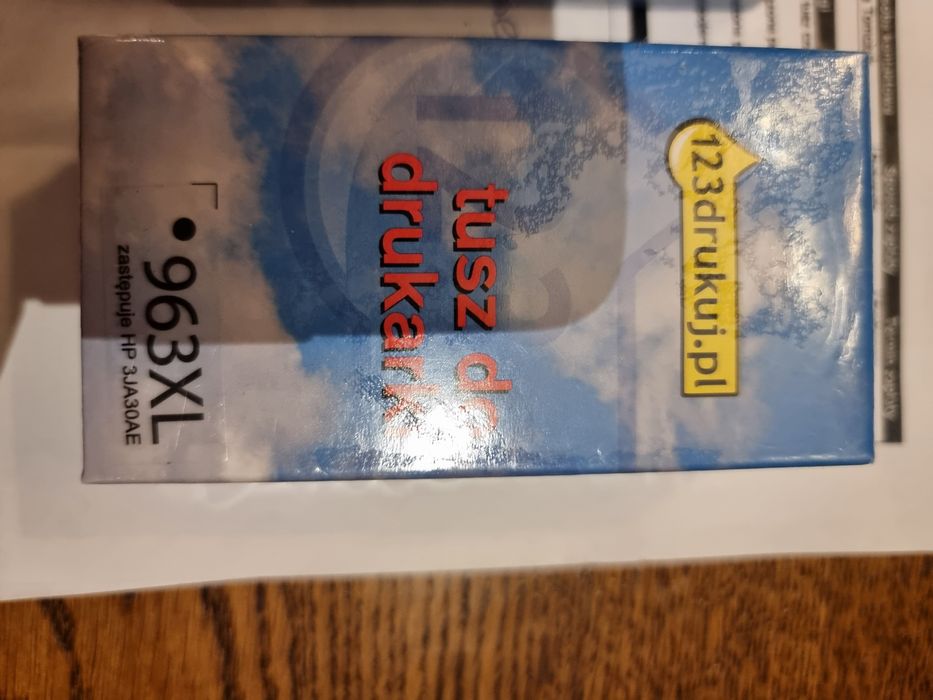 123drukuj.pl
tusz do
drukarki
963XL
zastępuje HP 3JA30AE